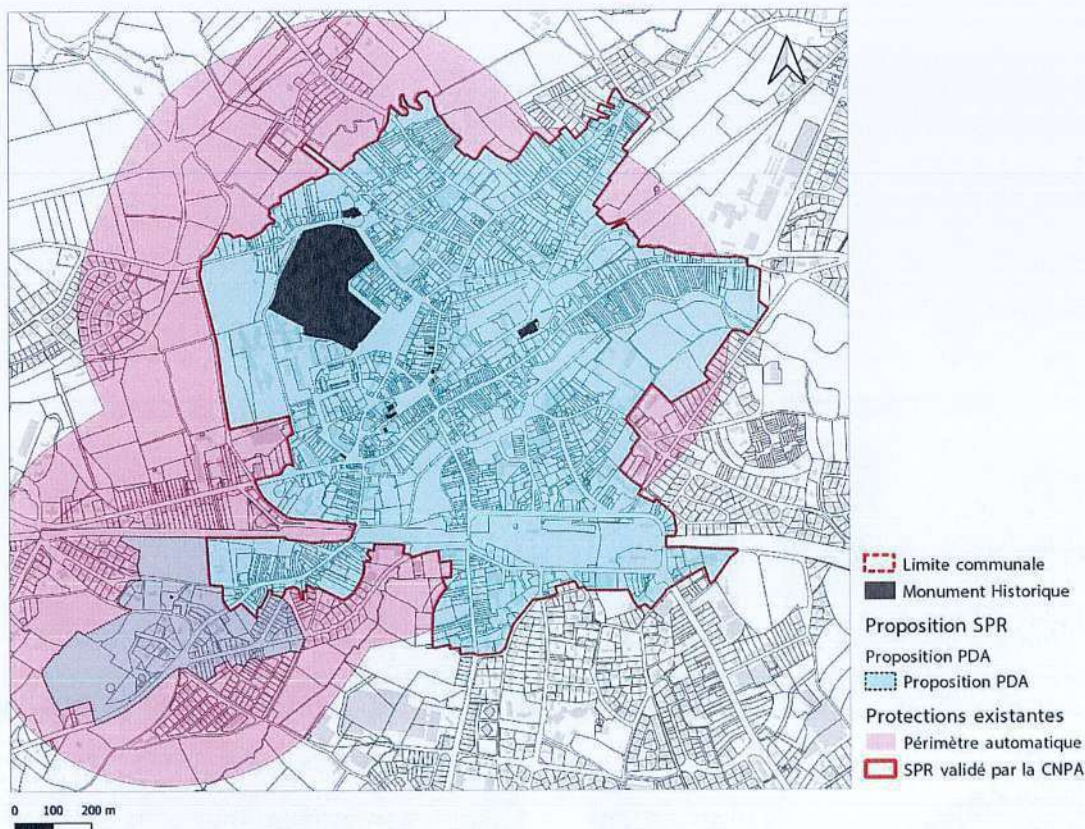 Limite communale
Monument Historique
Proposition SPR
Proposition PDA
Proposition PDA
Protections existantes
Périmètre automatique
SPR validé par la CNPA
0 100 200 m